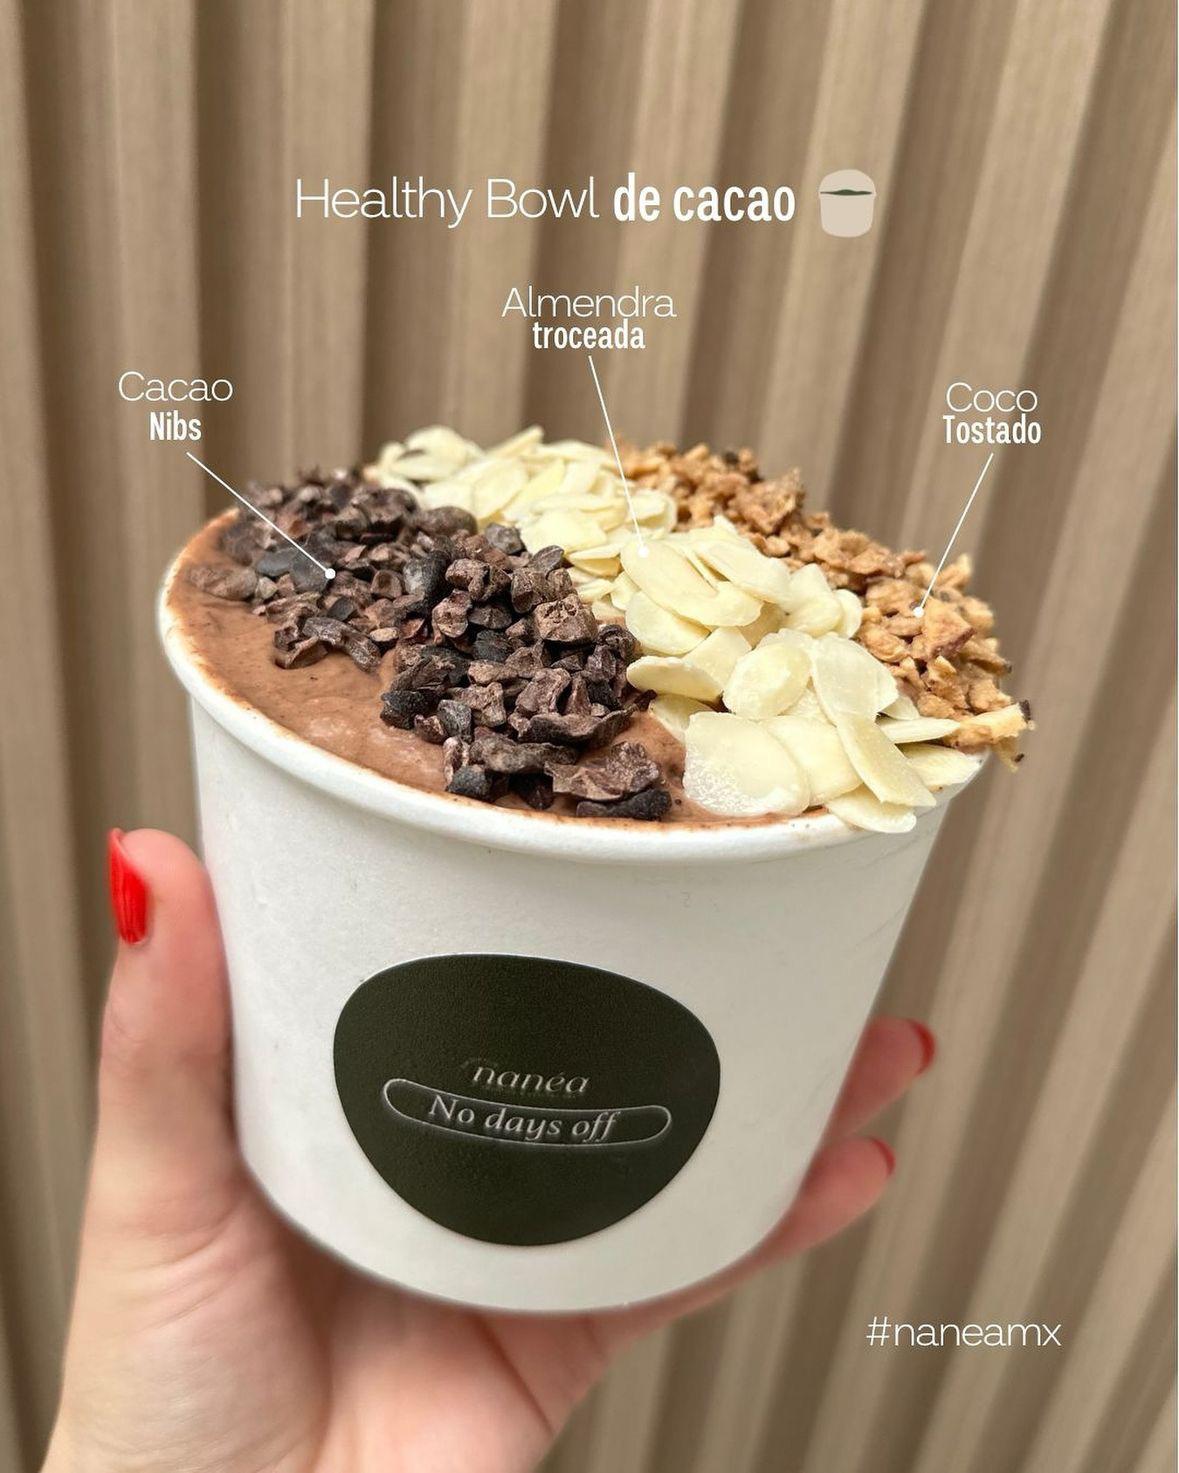 Healthy Bowl de cacao
Almendra
troceada
Cacao
Nibs
Coco
Tostado
nanéa
No days off
#naneamx